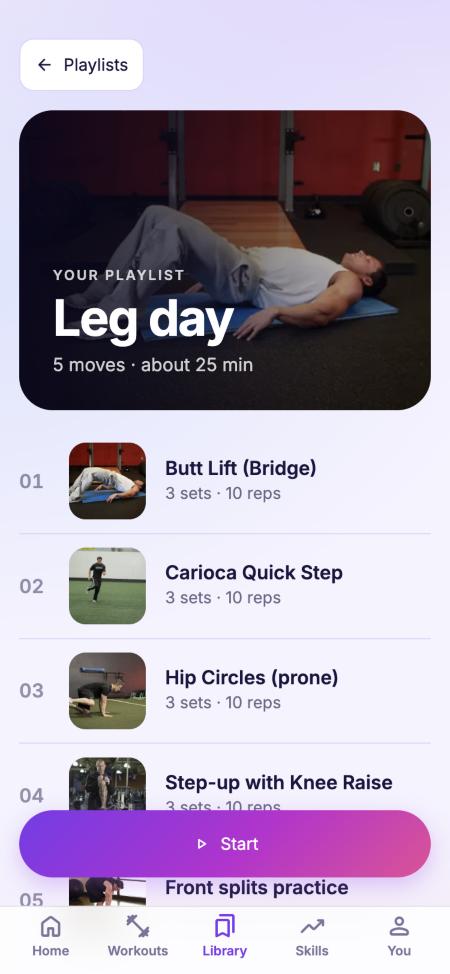 Playlists
YOUR PLAYLIST
Leg day
5 moves · about 25 min
01
Butt Lift (Bridge)
3 sets · 10 reps
02
Carioca Quick Step
3 sets · 10 reps
03
Hip Circles (prone)
3 sets · 10 reps
04
Step-up with Knee Raise
3 sets · 10 reps
Start
05
Front splits practice
Home
Workouts
Library
Skills
You